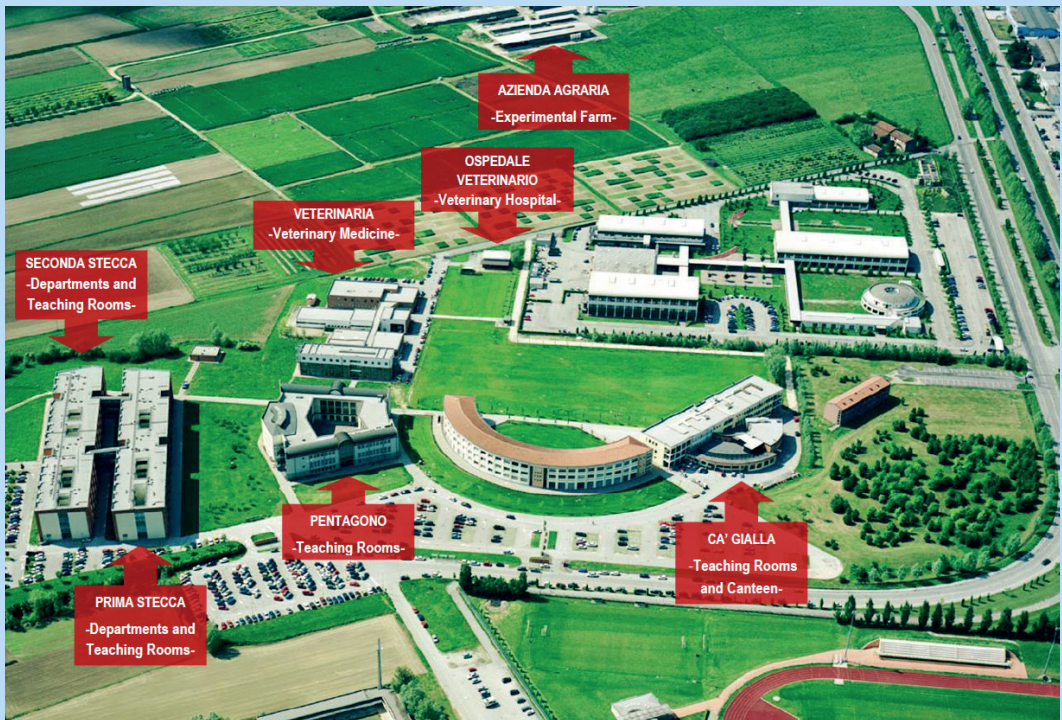 AZIENDA AGRARIA
-Experimental Farm-
OSPEDALE
VETERINARIO
-Veterinary Hospital-
VETERINARIA
-Veterinary Medicine-
SECONDA STECCA
-Departments and
Teaching Rooms-
PENTAGONO
-Teaching Rooms-
CA' GIALLA
-Teaching Rooms
and Canteen-
PRIMA STECCA
-Departments and
Teaching Rooms-